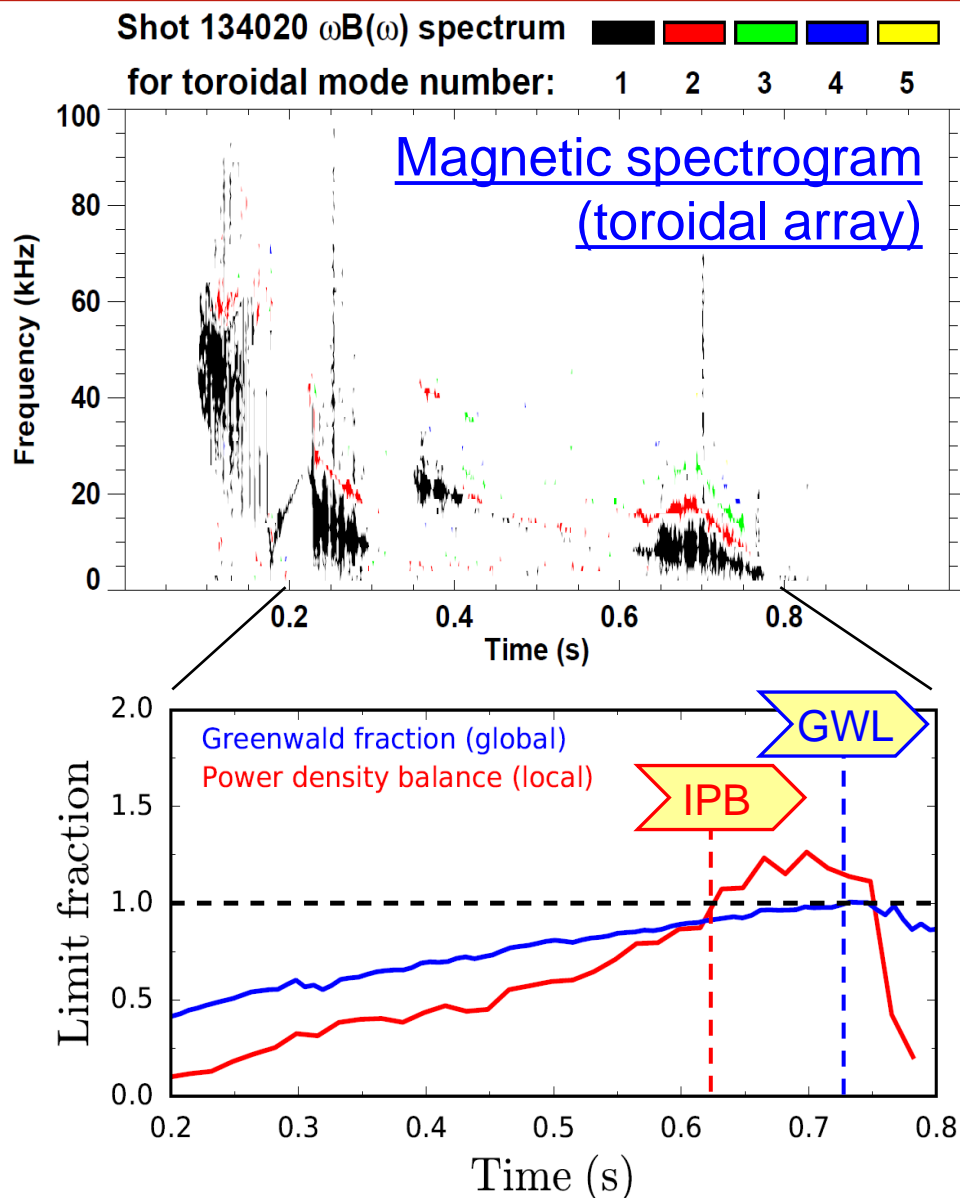 Shot 134020 ωB(ω) spectrum
for toroidal mode number: 1 2 3 4 5
Magnetic spectrogram
(toroidal array)
Frequency (kHz)
100
80
60
40
20
0
0.2 0.4 0.6 0.8
Time (s)
Greenwald fraction (global)
Power density balance (local)
IPB
GWL
Limit fraction
2.0
1.5
1.0
0.5
0.0
0.2 0.3 0.4 0.5 0.6 0.7 0.8
Time (s)